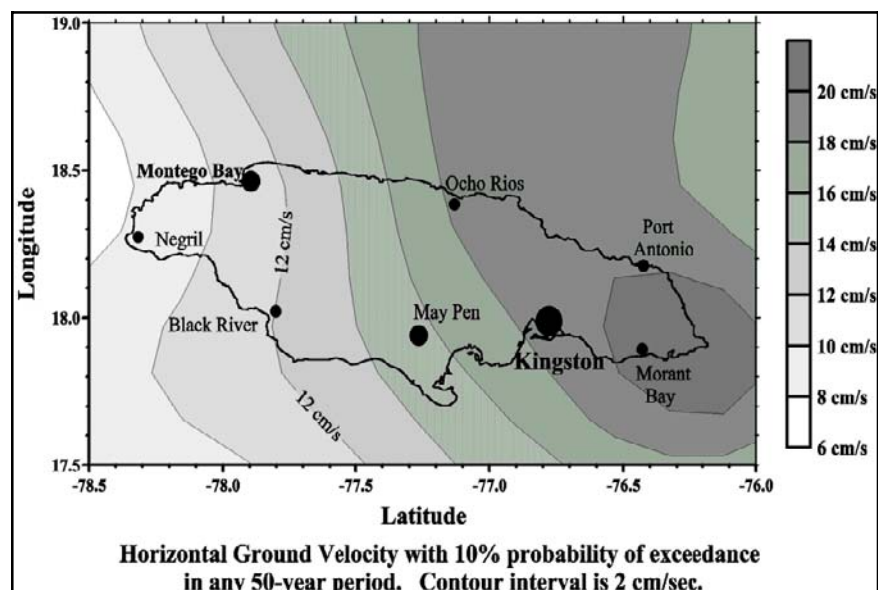 19.0
18.5
18.0
17.5
Longitude
Montego Bay
Ocho Rios
Port
Antonio
Negril
12 cm/s
Black River
May Pen
Kingston
Morant
Bay
12 cm/s
-78.5
-78.0
-77.5
-77.0
-76.5
-76.0
Latitude
20 cm/s
18 cm/s
16 cm/s
14 cm/s
12 cm/s
10 cm/s
8 cm/s
6 cm/s
Horizontal Ground Velocity with 10% probability of exceedance
in any 50-year period. Contour interval is 2 cm/sec.